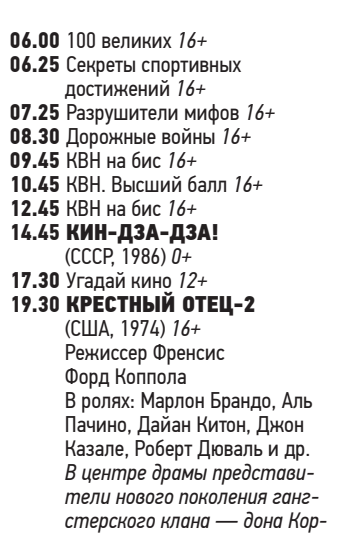 06.00 100 великих 16+
06.25 Секреты спортивных
достижений 16+
07.25 Разрушители мифов 16+
08.30 Дорожные войны 16+
09.45 КВН на бис 16+
10.45 КВН. Высший балл 16+
12.45 КВН на бис 16+
14.45 КИН-ДЗА-ДЗА!
(СССР, 1986) 0+
17.30 Угадай кино 12+
19.30 КРЕСТНЫЙ ОТЕЦ-2
(США, 1974) 16+
Режиссер Френсис
Форд Коппола
В ролях: Марлон Брандо, Аль
Пачино, Дайан Китон, Джон
Казале, Роберт Дюваль и др.
В центре драмы представи-
тели нового поколения ганг-
стерского клана — дона Кор-